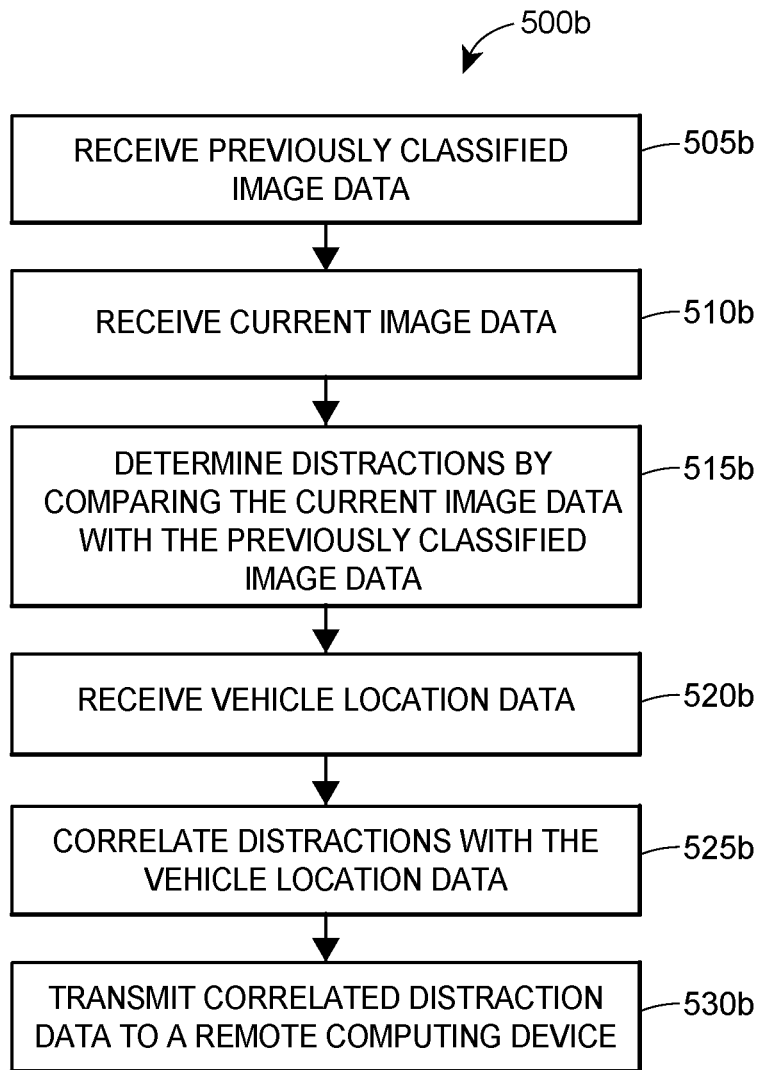 500b
RECEIVE PREVIOUSLY CLASSIFIED
IMAGE DATA
505b
RECEIVE CURRENT IMAGE DATA
510b
DETERMINE DISTRACTIONS BY
COMPARING THE CURRENT IMAGE DATA
WITH THE PREVIOUSLY CLASSIFIED
IMAGE DATA
515b
RECEIVE VEHICLE LOCATION DATA
520b
CORRELATE DISTRACTIONS WITH THE
VEHICLE LOCATION DATA
525b
TRANSMIT CORRELATED DISTRACTION
DATA TO A REMOTE COMPUTING DEVICE
530b